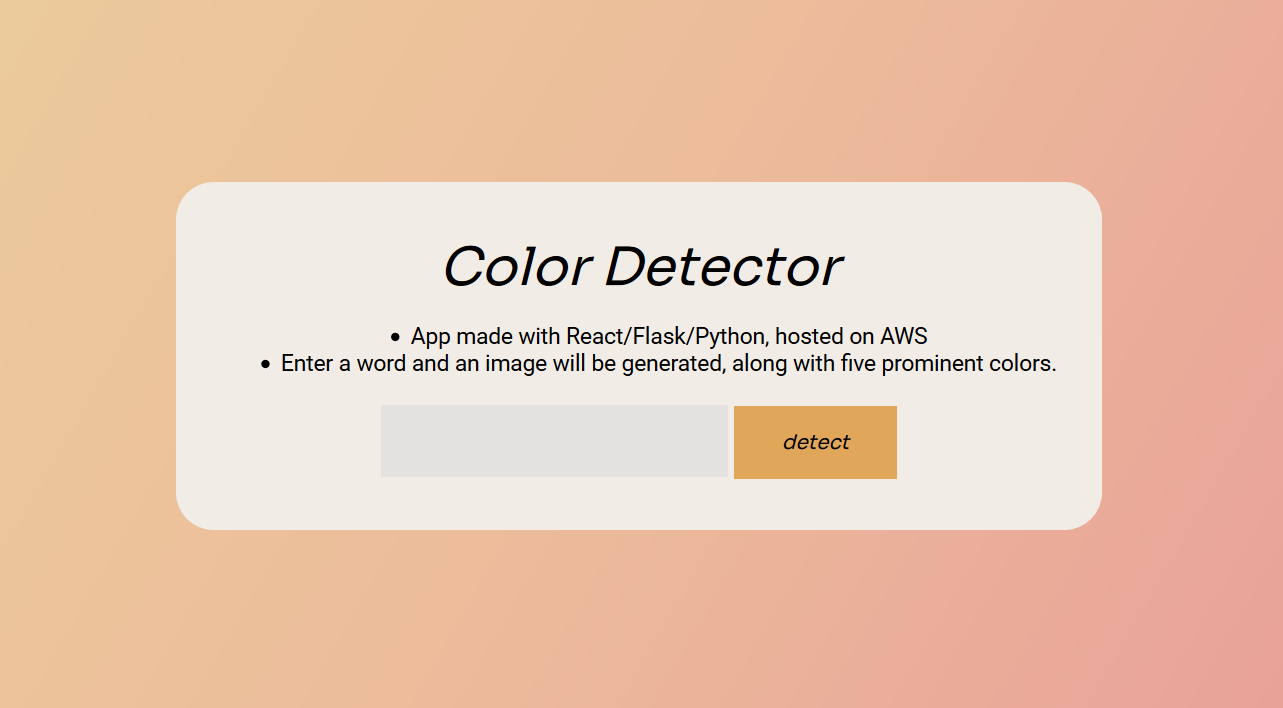 Color Detector
• App made with React/Flask/Python, hosted on AWS
• Enter a word and an image will be generated, along with five prominent colors.
detect